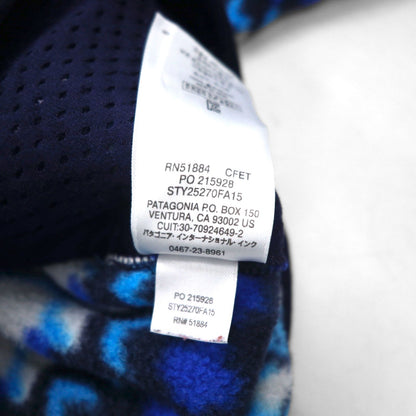 RN51884 CFET
PO 215928
STY25270FA15
PATAGONIA P.O. BOX 150
VENTURA, CA 93002 US
CUIT:30-70924649-2
パタゴニア・インターナショナル・インク
0467-23-8961
PO 215928
STY25270FA15
RN# 51884